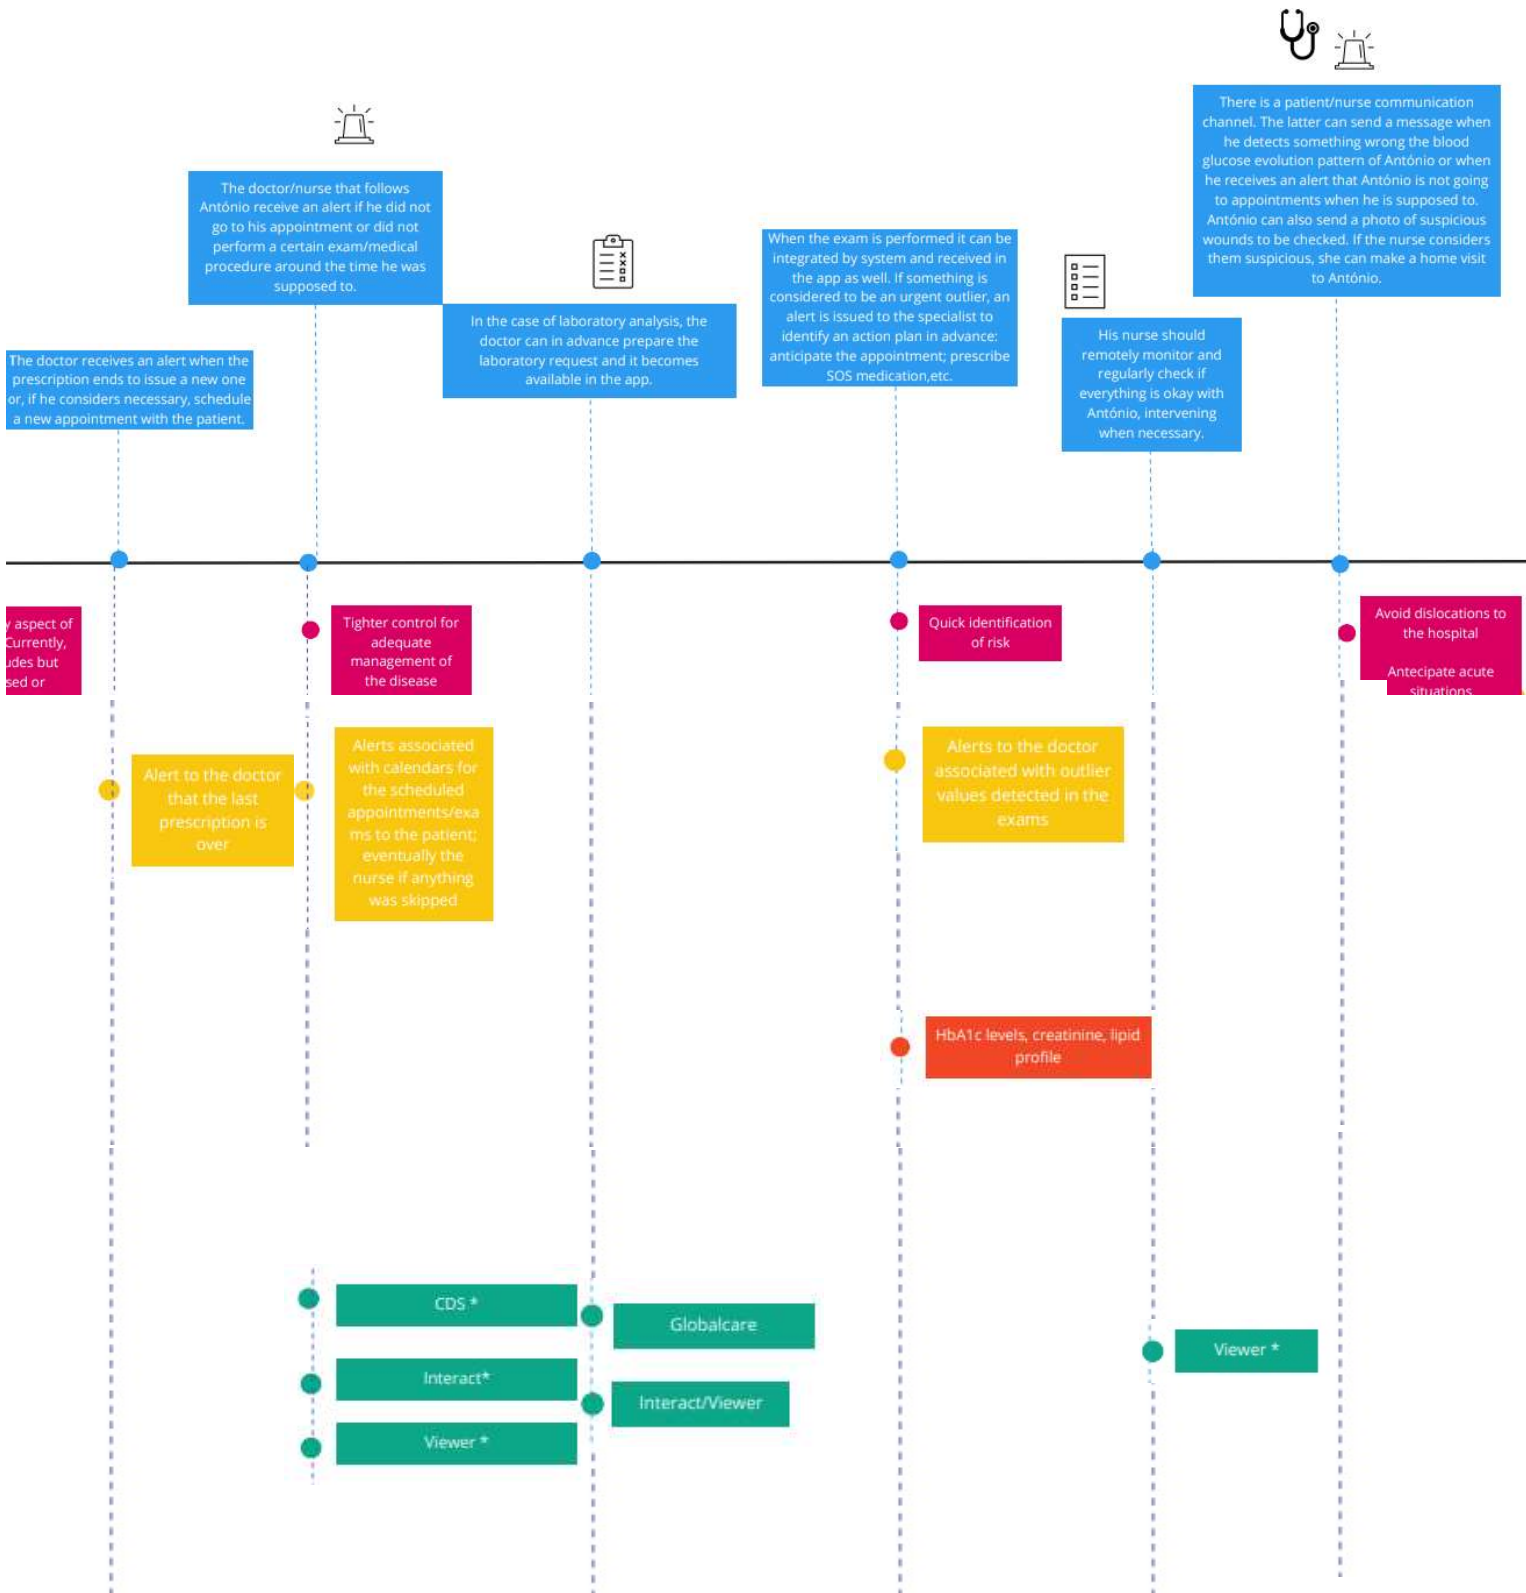 There is a patient/nurse communication
channel. The latter can send a message when
he detects something wrong the blood
glucose evolution pattern of António or when
he receives an alert that António is not going
to appointments when he is supposed to.
António can also send a photo of suspicious
wounds to be checked. If the nurse considers
them suspicious, she can make a home visit
to António.
The doctor/nurse that follows
António receive an alert if he did not
go to his appointment or did not
perform a certain exam/medical
procedure around the time he was
supposed to.
When the exam is performed it can be
integrated by system and received in
the app as well. If something is
considered to be an urgent outlier, an
alert is issued to the specialist to
identify an action plan in advance:
anticipate the appointment; prescribe
SOS medication,etc.
In the case of laboratory analysis, the
doctor can in advance prepare the
laboratory request and it becomes
available in the app.
His nurse should
remotely monitor and
regularly check if
everything is okay with
António, intervening
when necessary.
The doctor receives an alert when the
prescription ends to issue a new one
or, if he considers necessary, schedule
a new appointment with the patient.
y aspect of
Currently,
udes but
sed or
Tighter control for
adequate
management of
the disease
Quick identification
of risk
Avoid dislocations to
the hospital
Antecipate acute
situations
Alert to the doctor
that the last
prescription is
over
Alerts associated
with calendars for
the scheduled
appointments/exa
ms to the patient;
eventually the
nurse if anything
was skipped
Alerts to the doctor
associated with outlier
values detected in the
exams
HbA1c levels, creatinine, lipid
profile
CDS *
Globalcare
Interact*
Interact/Viewer
Viewer *
Viewer *